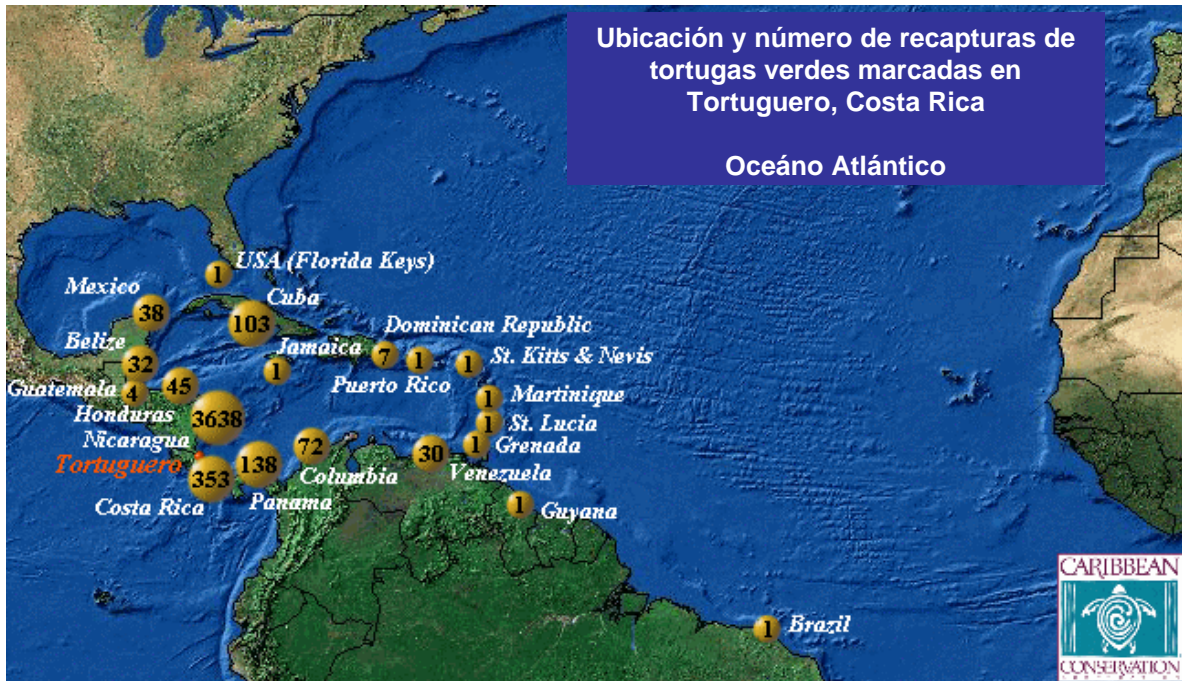 Ubicación y número de recapturas de
tortugas verdes marcadas en
Tortuguero, Costa Rica
Oceáno Atlántico
1
USA (Florida Keys)
Mexico
38
Cuba
103
Belize
32
Jamaica
1
Dominican Republic
7
1
Puerto Rico
1
St. Kitts & Nevis
Guatemala
4
45
Honduras
1
Martinique
3638
Nicaragua
1
St. Lucia
1
Grenada
Tortuguero
353
Costa Rica
138
Panama
72
Columbia
30
Venezuela
1
Guyana
1
Brazil
CARIBBEAN
CONSERVATION